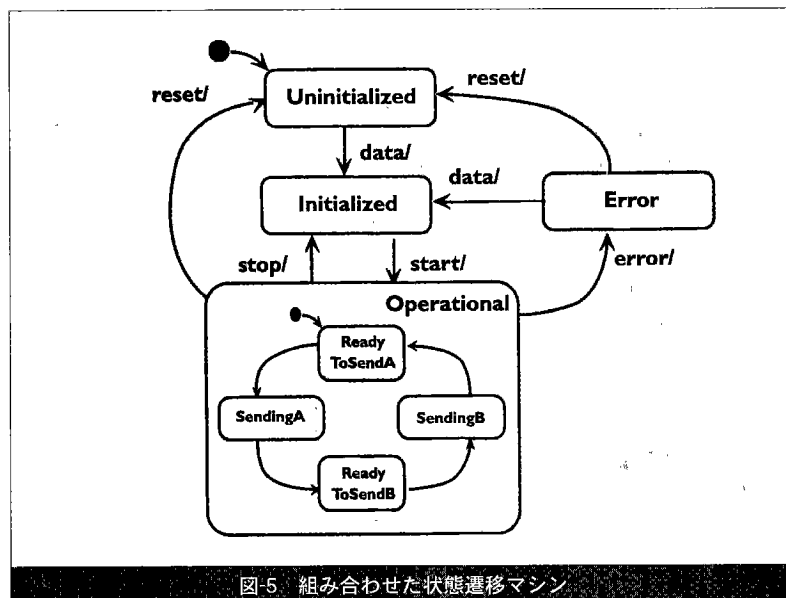 reset/
Uninitialized
reset/
data/
Initialized
data/
Error
stop/
start/
error/
Operational
Ready
ToSendA
SendingA
SendingB
Ready
ToSendB
図-5 組み合わせた状態遷移マシン